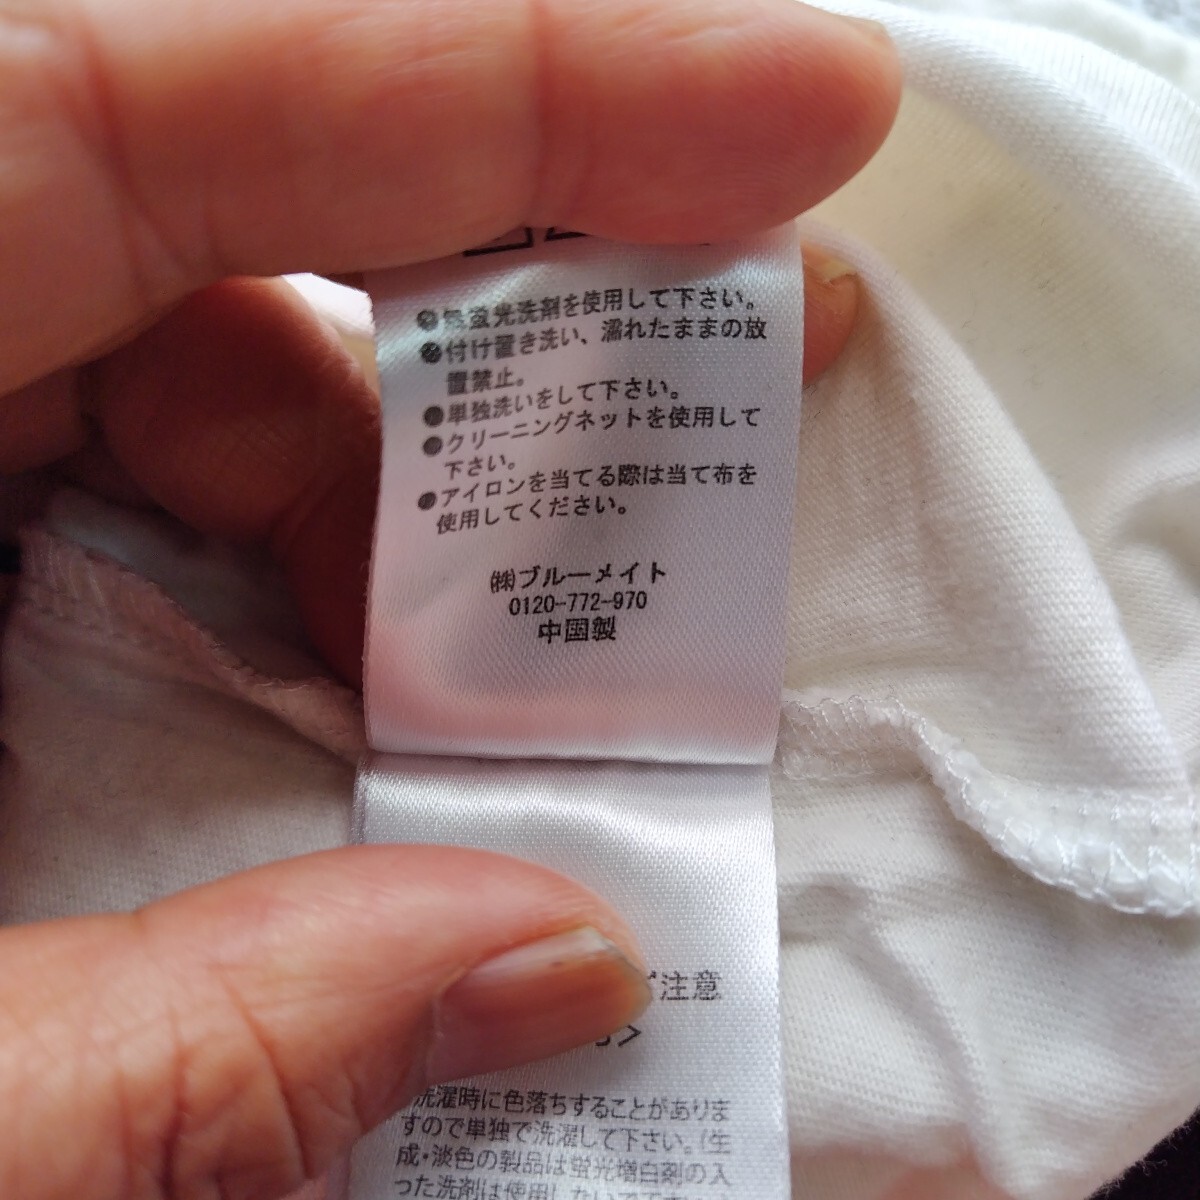 ●無蛍光洗剤を使用して下さい。
●付け置き洗い、濡れたままの放
置禁止。
●単独洗いをして下さい。
●クリーニングネットを使用して
下さい。
●アイロンを当てる際は当て布を
使用してください。
㈱ブルーメイト
0120-772-970
中国製
注意
>
洗濯時に色落ちすることがありま
すので単独で洗濯して下さい。(生
成・淡色の製品は蛍光増白剤の入
った洗剤は使用しないで下さい